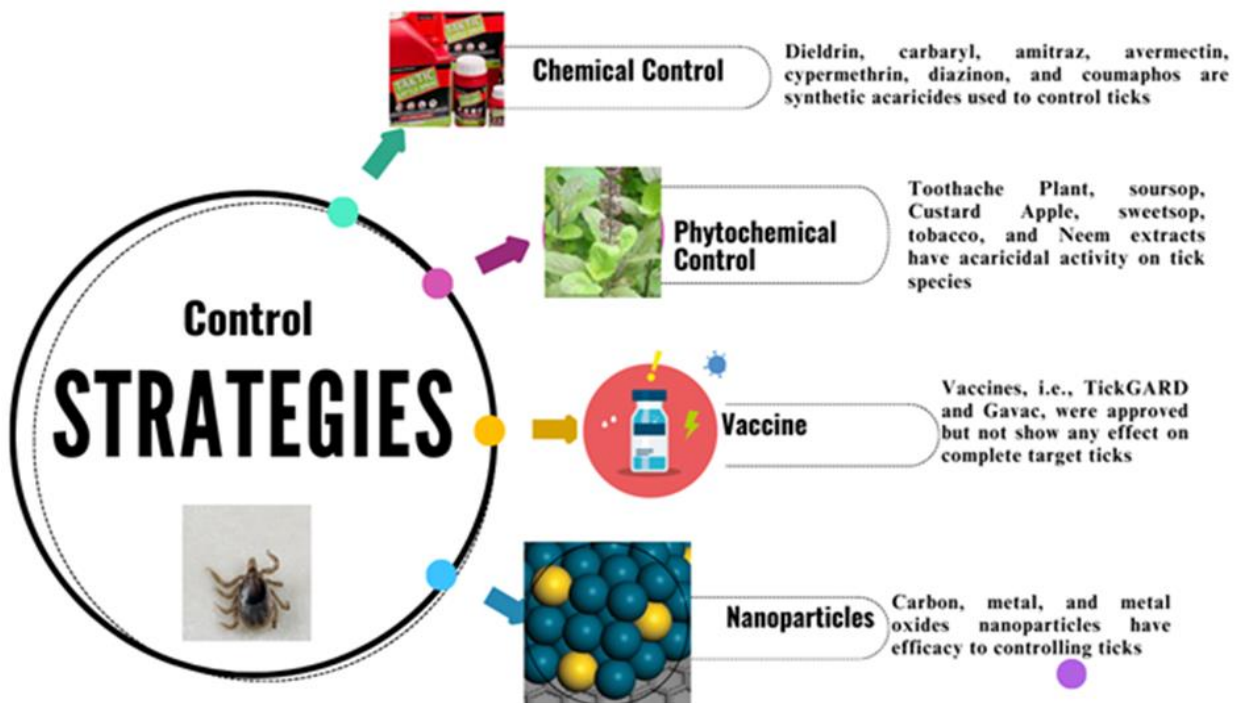 Control
STRATEGIES
TAKTIC
TAKTIC
Chemical Control
Dieldrin, carbaryl, amitraz, avermectin,
cypermethrin, diazinon, and coumaphos are
synthetic acaricides used to control ticks
Phytochemical
Control
Toothache Plant, soursop,
Custard Apple, sweetsop,
tobacco, and Neem extracts
have acaricidal activity on tick
species
Vaccine
Vaccines, i.e., TickGARD
and Gavac, were approved
but not show any effect on
complete target ticks
Nanoparticles
Carbon, metal, and metal
oxides nanoparticles have
efficacy to controlling ticks